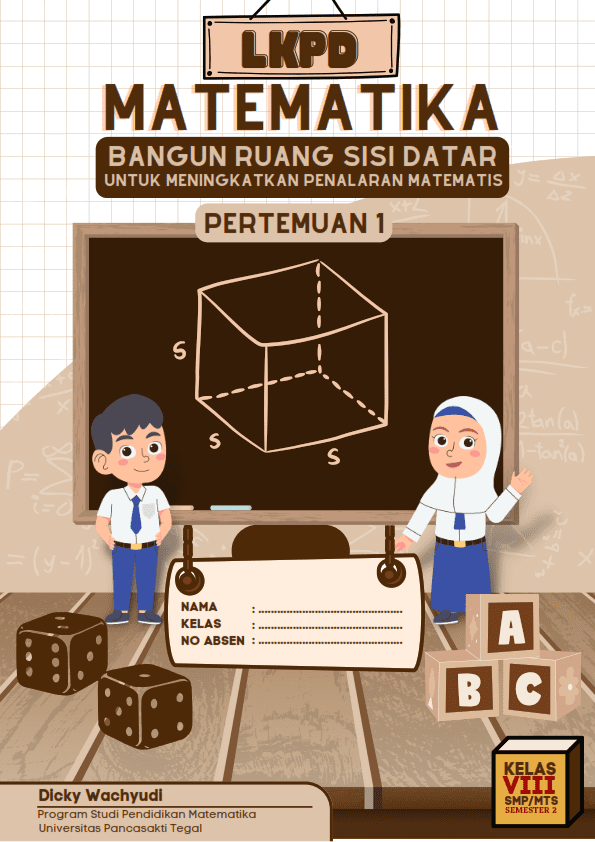 LKPD
MATEMATIKA
BANGUN RUANG SISI DATAR
UNTUK MENINGKATKAN PENALARAN MATEMATIS
PERTEMUAN 1
S
S
S
NAMA : ................................................
KELAS : ................................................
NO ABSEN : ................................................
A
B C
KELAS
VIII
SMP/MTS
SEMESTER 2
Dicky Wachyudi
Program Studi Pendidikan Matematika
Universitas Pancasakti Tegal